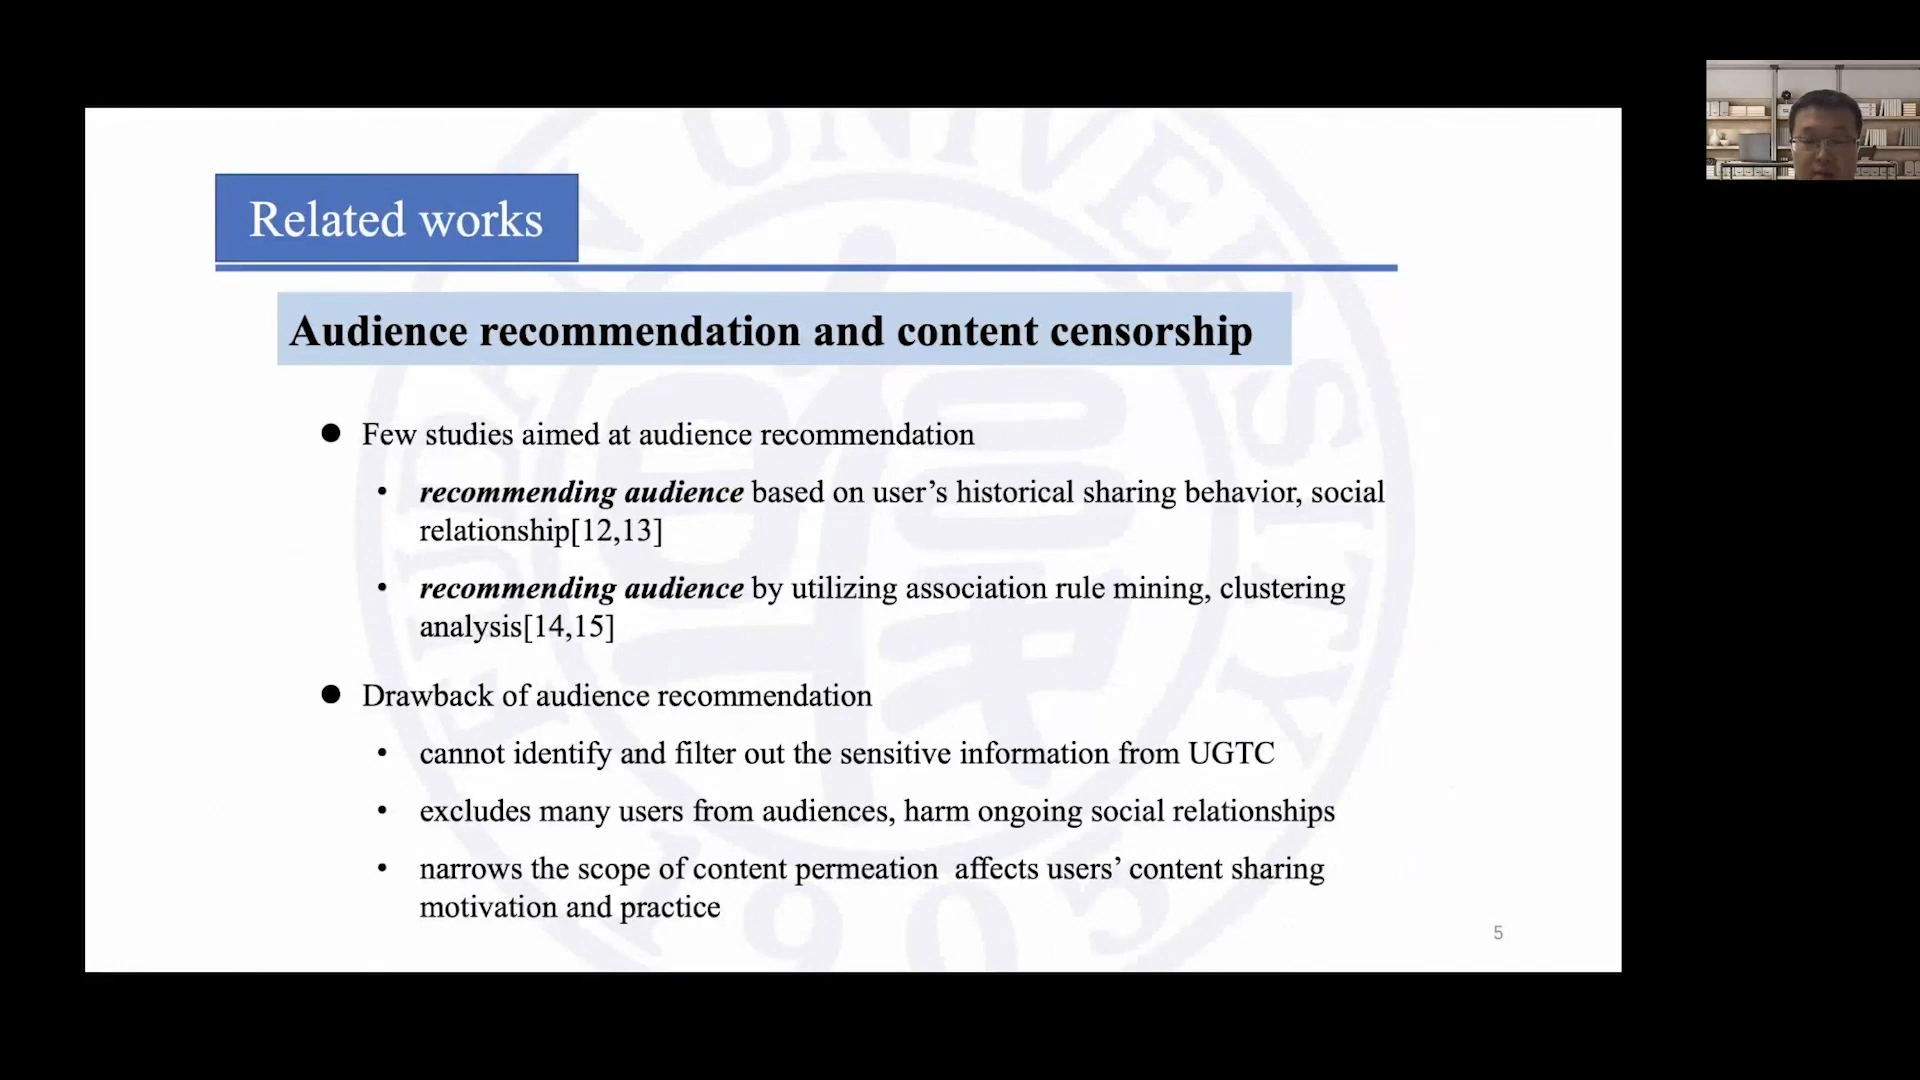 Related works
Audience recommendation and content censorship
● Few studies aimed at audience recommendation
• recommending audience based on user’s historical sharing behavior, social
relationship[12,13]
• recommending audience by utilizing association rule mining, clustering
analysis[14,15]
● Drawback of audience recommendation
• cannot identify and filter out the sensitive information from UGTC
• excludes many users from audiences, harm ongoing social relationships
• narrows the scope of content permeation affects users’ content sharing
motivation and practice
5
FUDAN UNIVERSITY
1905